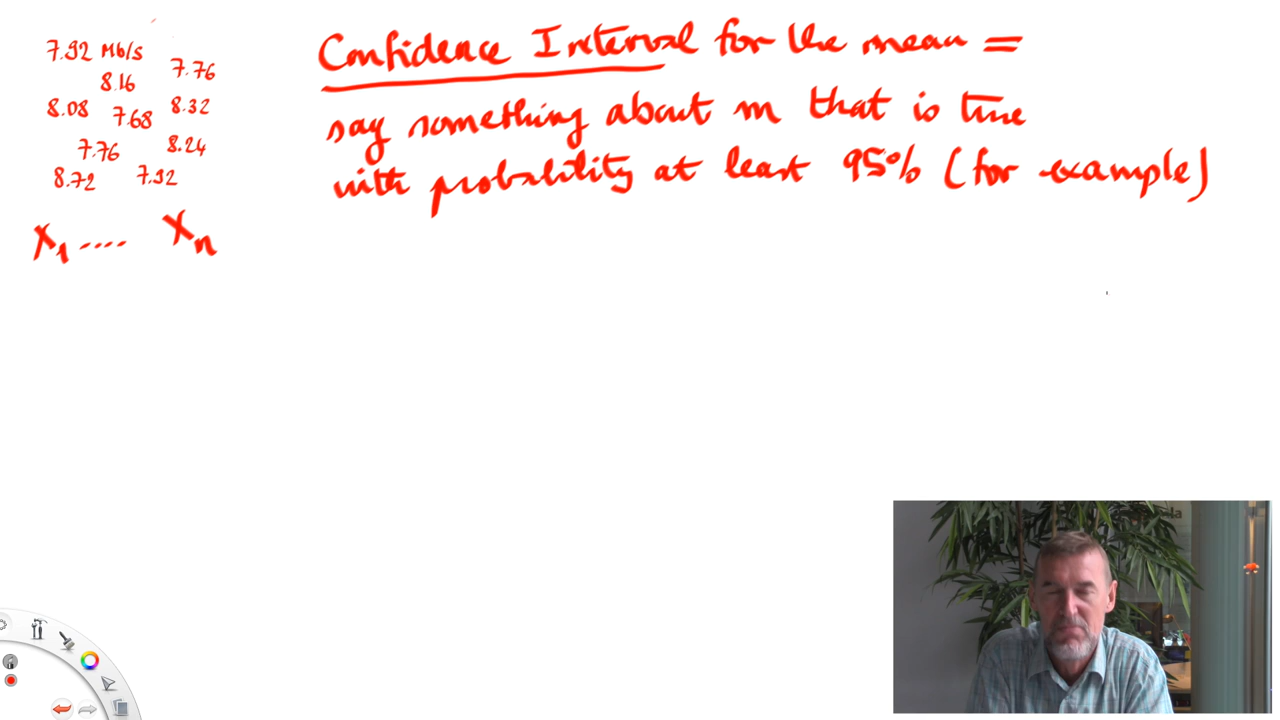 7.92 Mb/s
7.76
8.16
8.08
7.68
8.32
7.76
8.24
8.72
7.92
X1 .... Xn
Confidence Interval for the mean =
say something about m that is true
with probability at least 95% (for example)